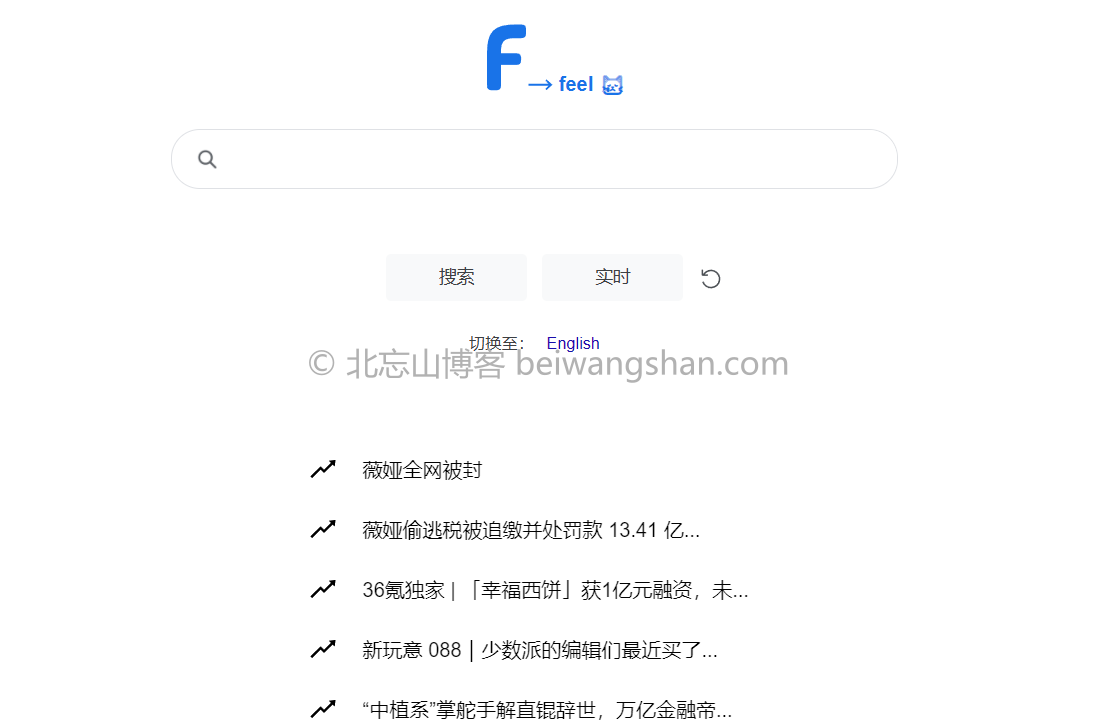 F → feel
搜索 实时
切换至： English
© 北忘山博客 beiwangshan.com
薇娅全网被封
薇娅偷逃税被追缴并处罚款 13.41 亿...
36氪独家 | 「幸福西饼」获1亿元融资，未...
新玩意 088｜少数派的编辑们最近买了...
“中植系”掌舵手解直锟辞世，万亿金融帝...